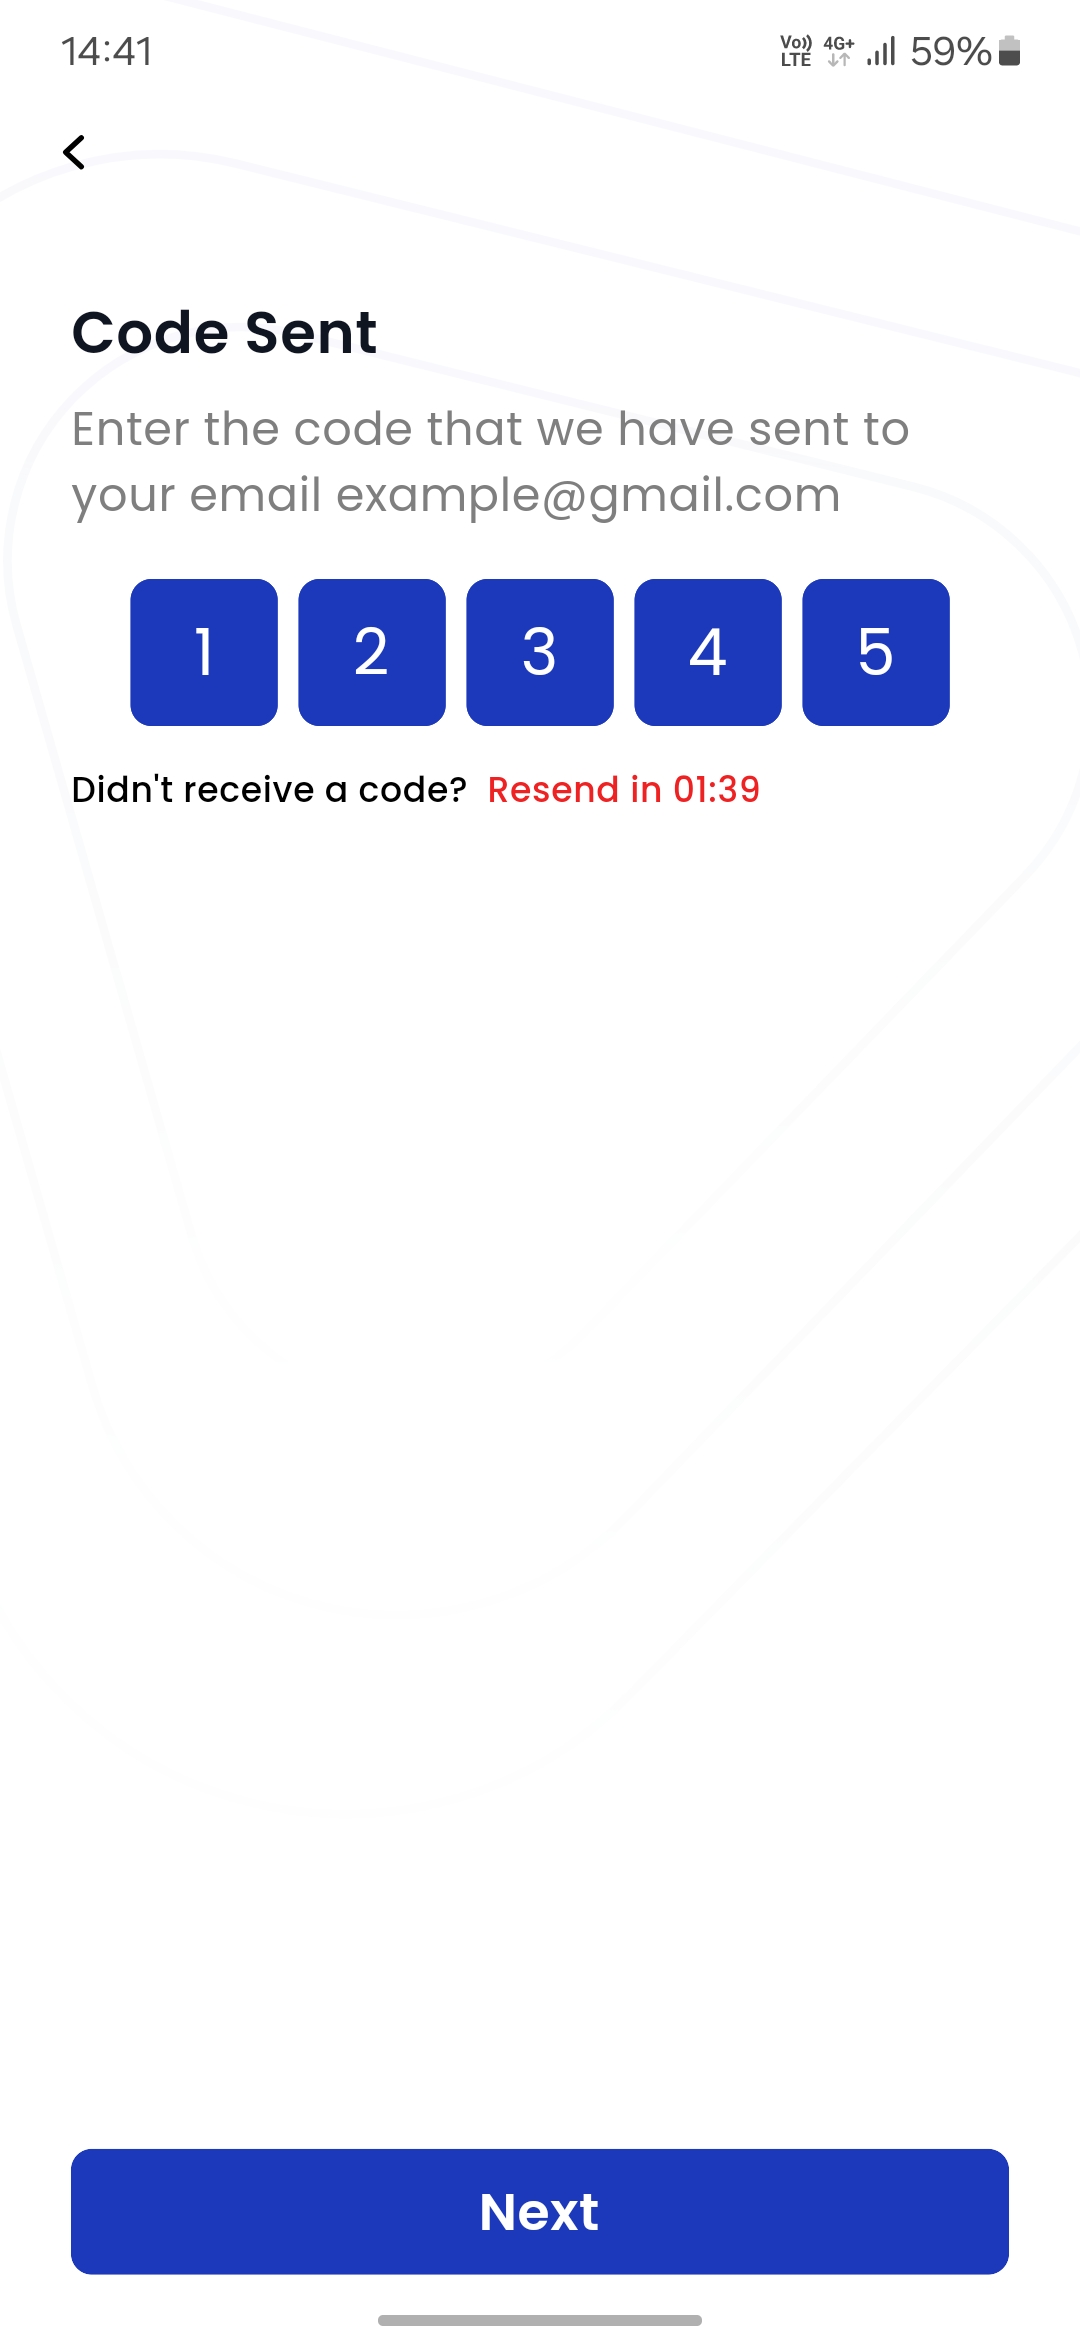 14:41 Vo)) LTE 4G+ 59%
Code Sent
Enter the code that we have sent to
your email example@gmail.com
1 2 3 4 5
Didn't receive a code? Resend in 01:39
Next